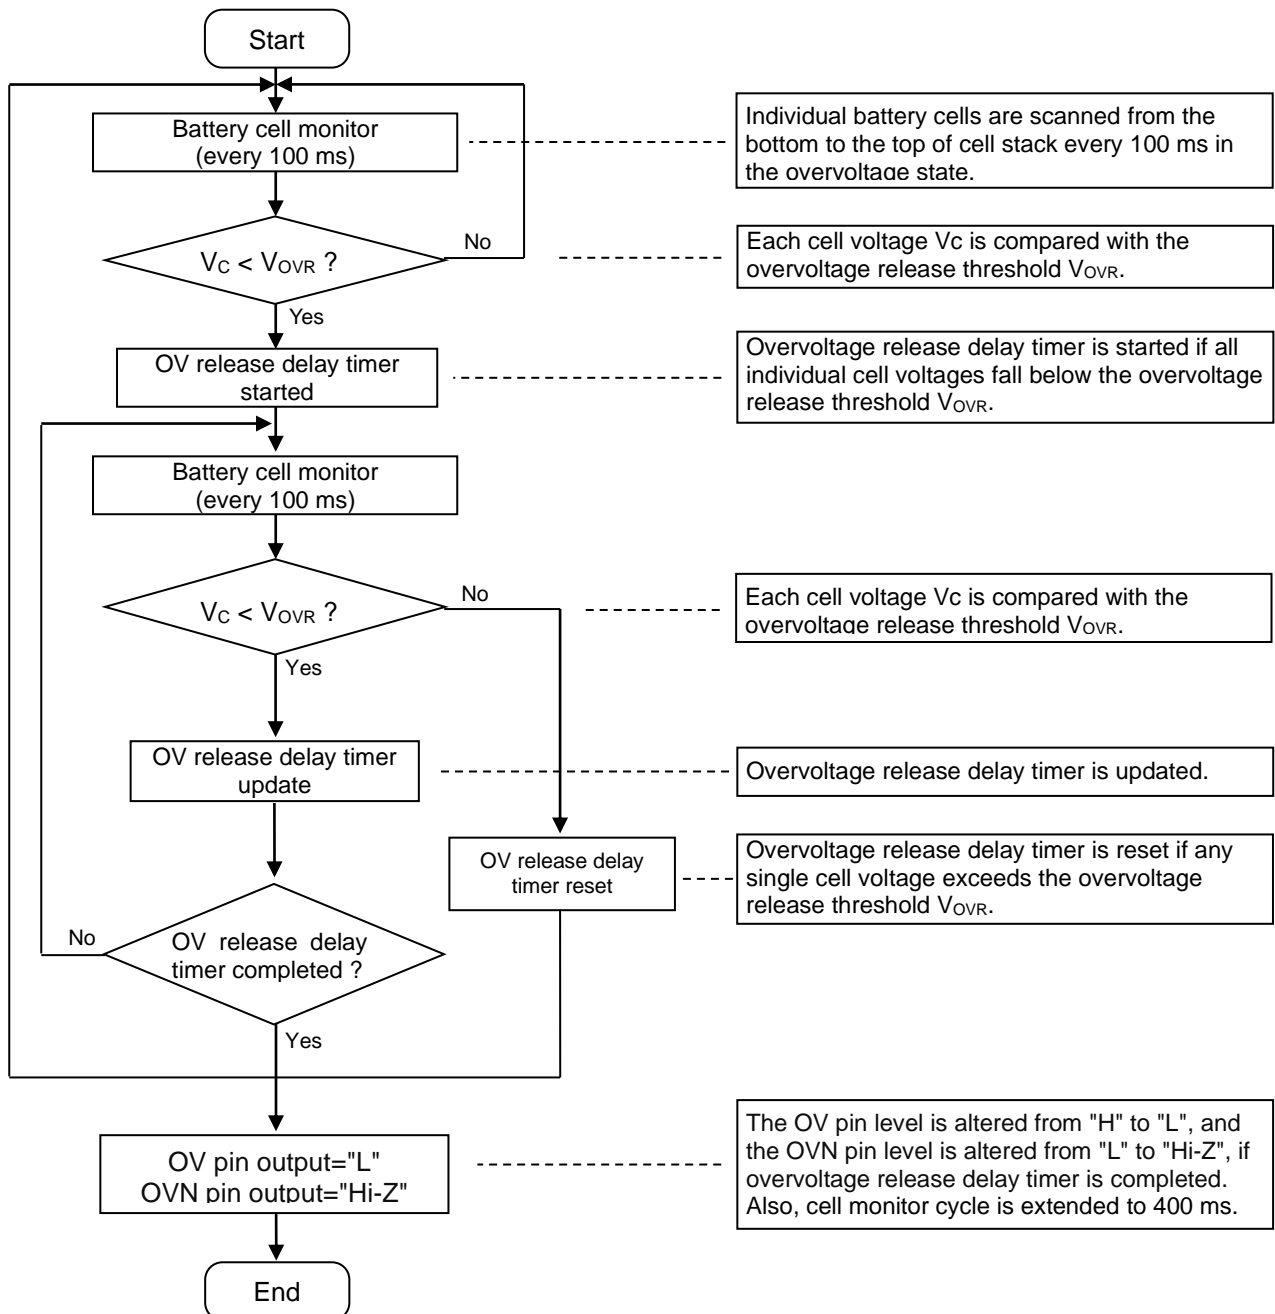 Start
Battery cell monitor
(every 100 ms)
Individual battery cells are scanned from the
bottom to the top of cell stack every 100 ms in
the overvoltage state.
VC < VOVR ?
No
Each cell voltage Vc is compared with the
overvoltage release threshold VOVR.
Yes
OV release delay timer
started
Overvoltage release delay timer is started if all
individual cell voltages fall below the overvoltage
release threshold VOVR.
Battery cell monitor
(every 100 ms)
VC < VOVR ?
No
Each cell voltage Vc is compared with the
overvoltage release threshold VOVR.
Yes
OV release delay timer
update
Overvoltage release delay timer is updated.
OV release delay
timer reset
Overvoltage release delay timer is reset if any
single cell voltage exceeds the overvoltage
release threshold VOVR.
No
OV release delay
timer completed ?
Yes
OV pin output="L"
OVN pin output="Hi-Z"
The OV pin level is altered from "H" to "L", and
the OVN pin level is altered from "L" to "Hi-Z", if
overvoltage release delay timer is completed.
Also, cell monitor cycle is extended to 400 ms.
End